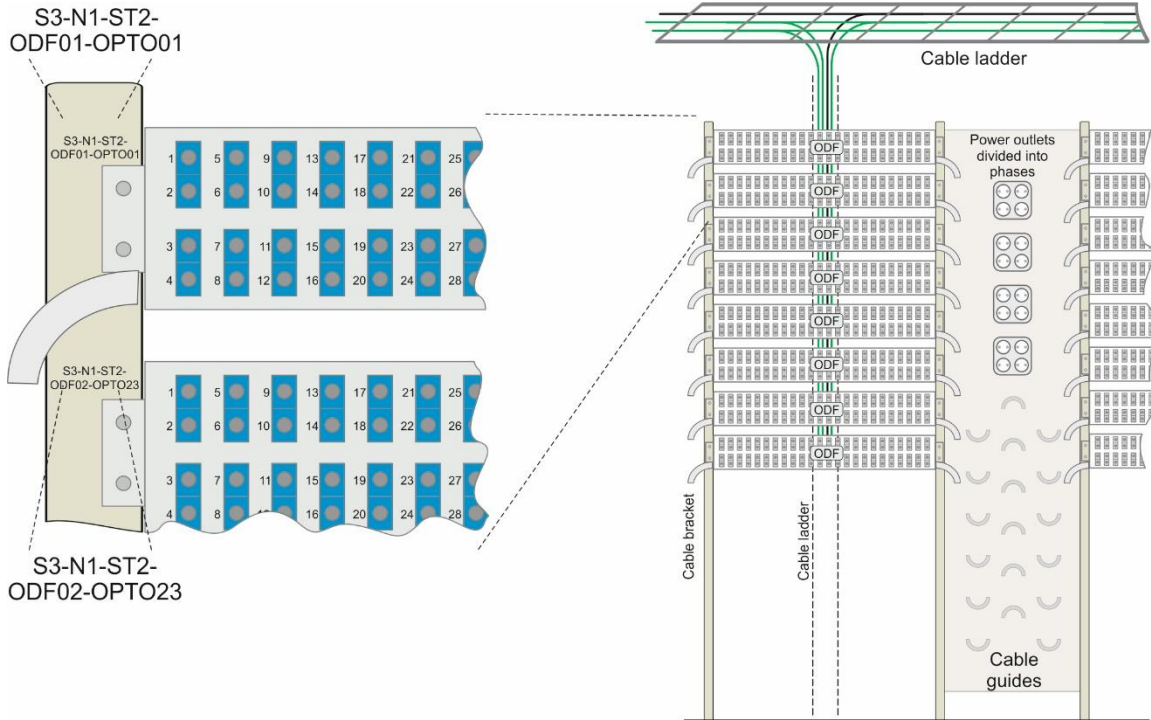 S3-N1-ST2-
ODF01-OPTO01
S3-N1-ST2-
ODF01-OPTO01
1 5 9 13 17 21 25
2 6 10 14 18 22 26
3 7 11 15 19 23 27
4 8 12 16 20 24 28
S3-N1-ST2-
ODF02-OPTO23
1 5 9 13 17 21 25
2 6 10 14 18 22 26
3 7 11 15 19 23 27
4 8 16 20 24 28
S3-N1-ST2-
ODF02-OPTO23
Cable ladder
Power outlets
divided into
phases
ODF
ODF
ODF
ODF
ODF
ODF
ODF
ODF
Cable bracket
Cable ladder
Cable
guides